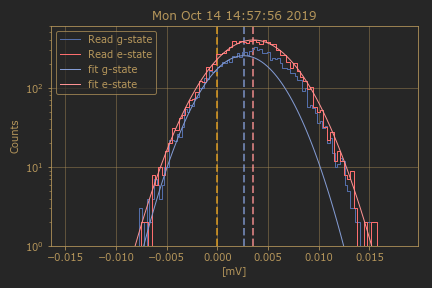 Mon Oct 14 14:57:56 2019
Read g-state
Read e-state
fit g-state
fit e-state
Counts
10²
10¹
10⁰
−0.015
−0.010
−0.005
0.000
0.005
0.010
0.015
[mV]